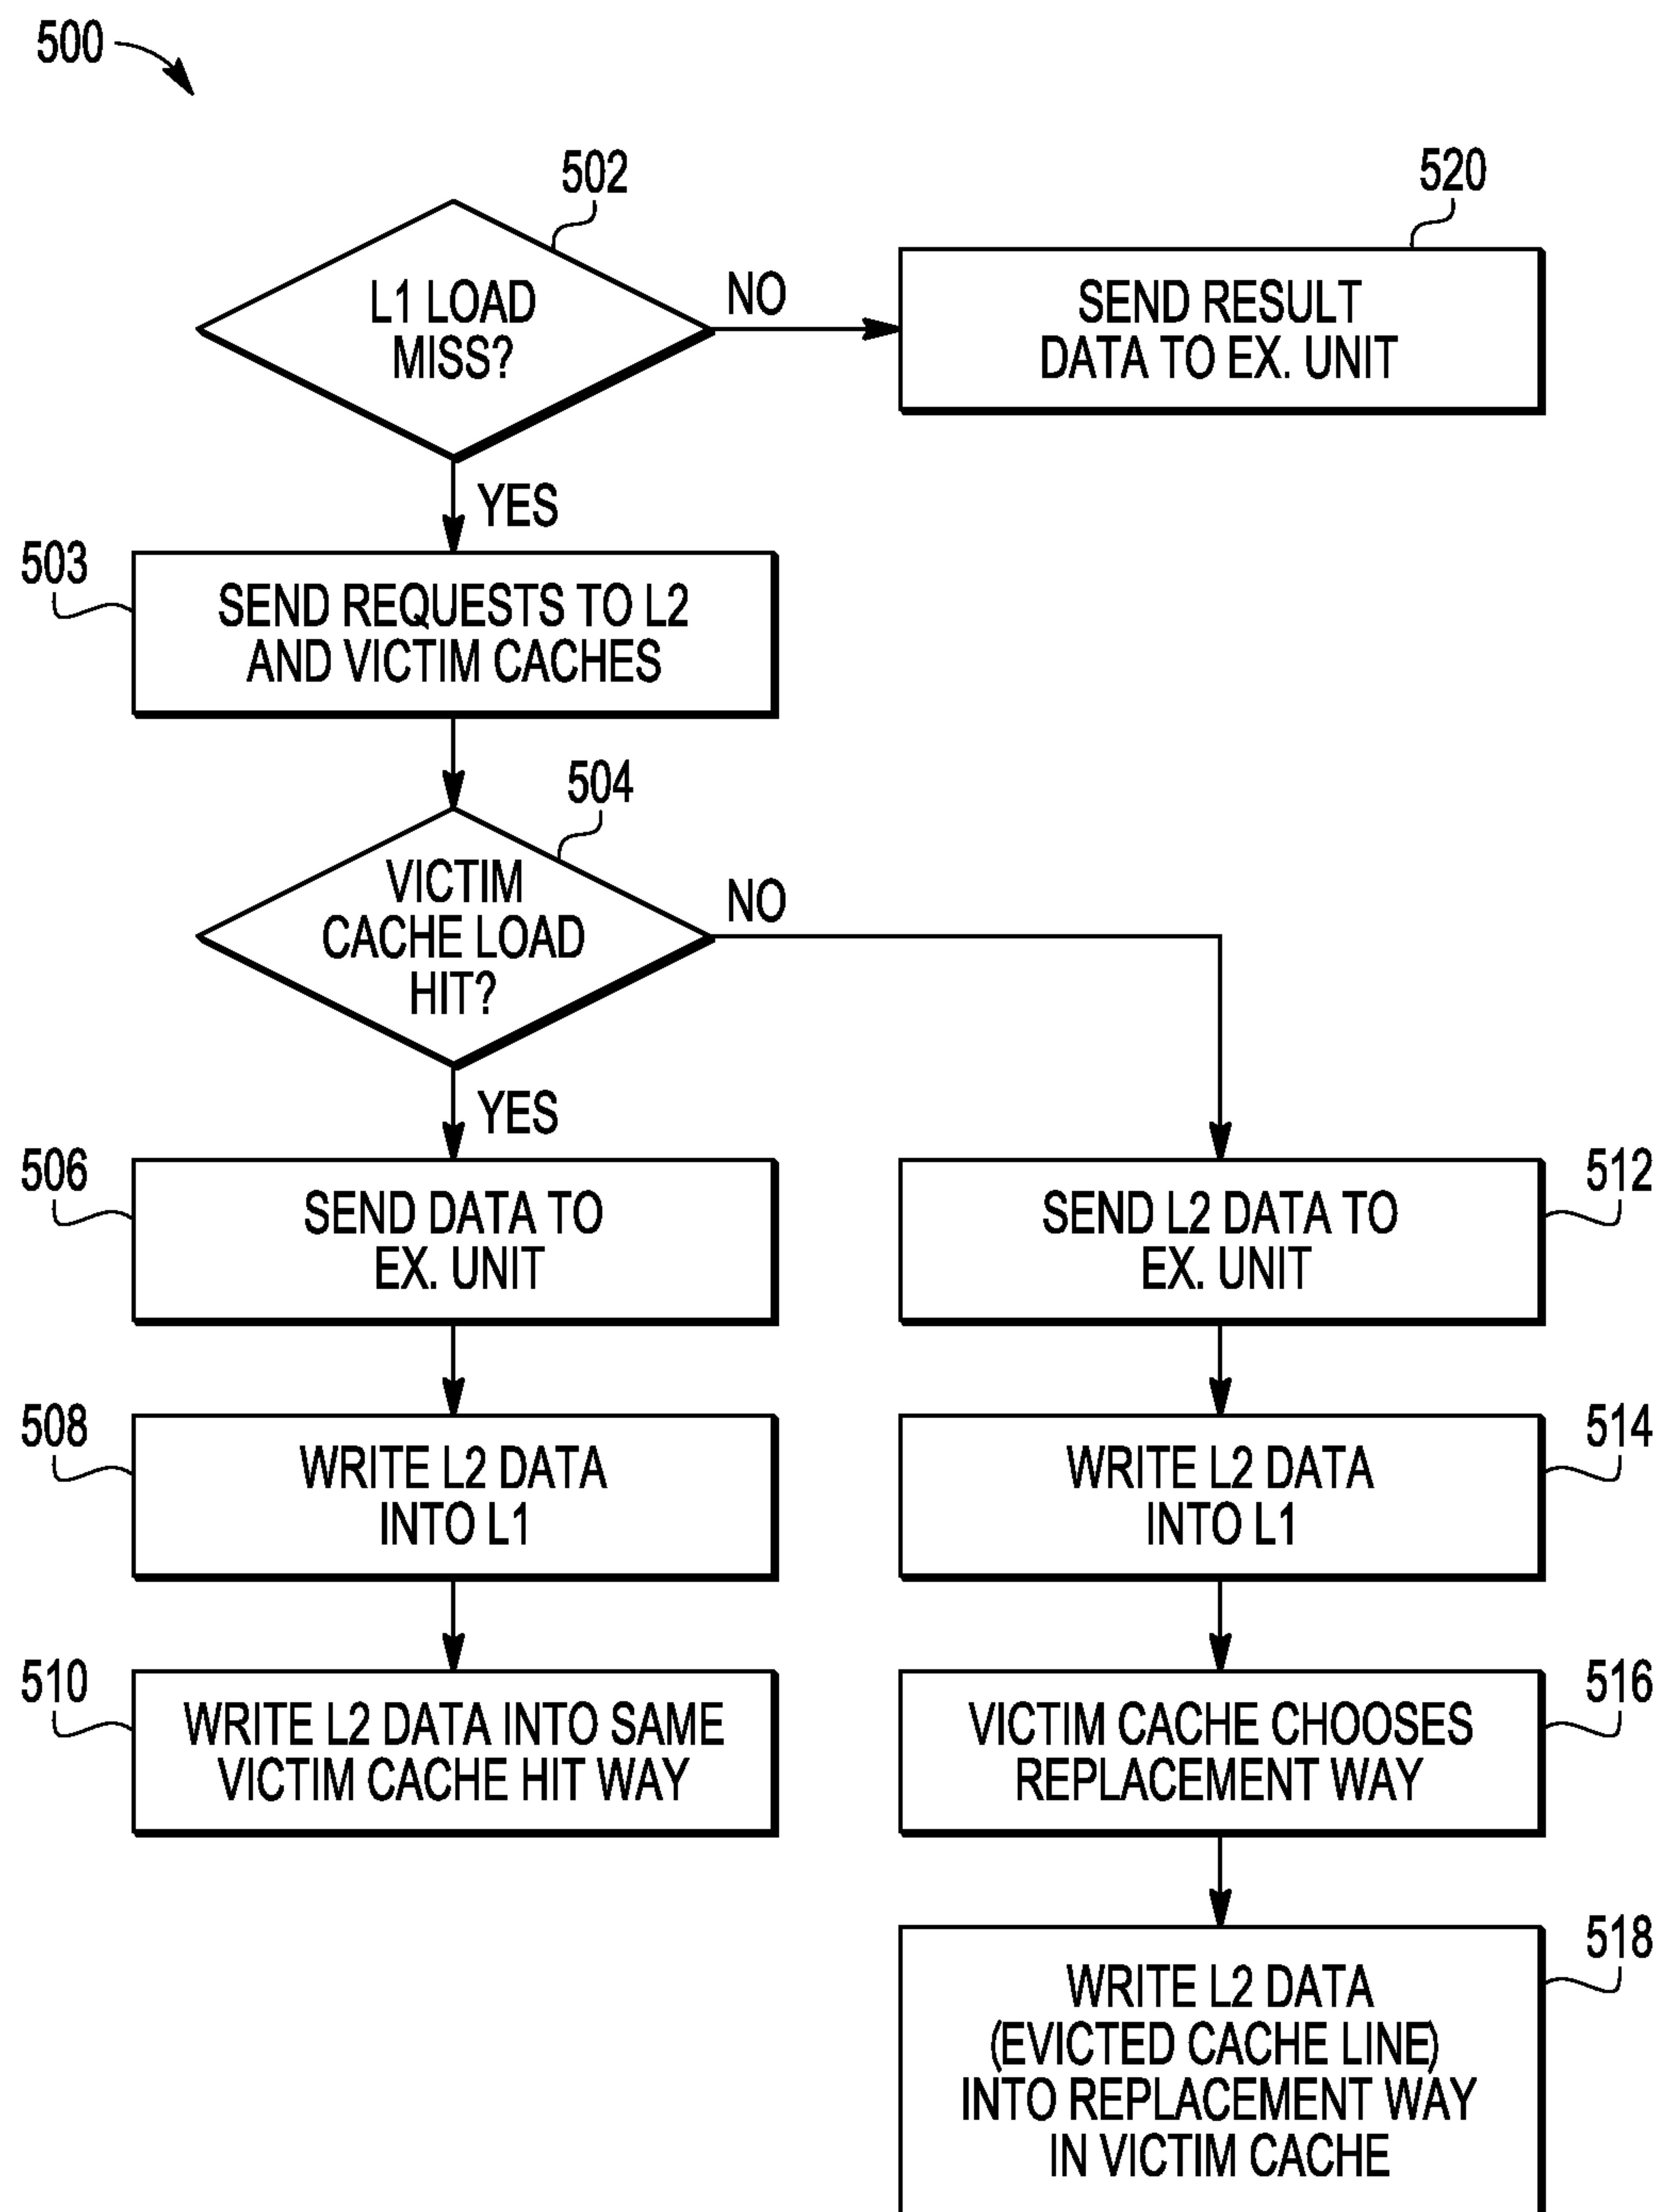 500
502
L1 LOAD
MISS?
NO
520
SEND RESULT
DATA TO EX. UNIT
YES
503
SEND REQUESTS TO L2
AND VICTIM CACHES
504
VICTIM
CACHE LOAD
HIT?
NO
YES
506
SEND DATA TO
EX. UNIT
512
SEND L2 DATA TO
EX. UNIT
508
WRITE L2 DATA
INTO L1
514
WRITE L2 DATA
INTO L1
510
WRITE L2 DATA INTO SAME
VICTIM CACHE HIT WAY
516
VICTIM CACHE CHOOSES
REPLACEMENT WAY
518
WRITE L2 DATA
(EVICTED CACHE LINE)
INTO REPLACEMENT WAY
IN VICTIM CACHE